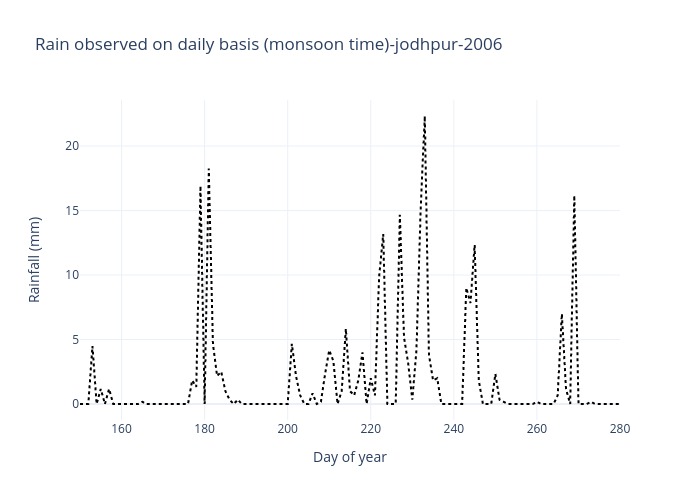 Rain observed on daily basis (monsoon time)-jodhpur-2006
20
15
10
5
0
Rainfall (mm)
160 180 200 220 240 260 280
Day of year